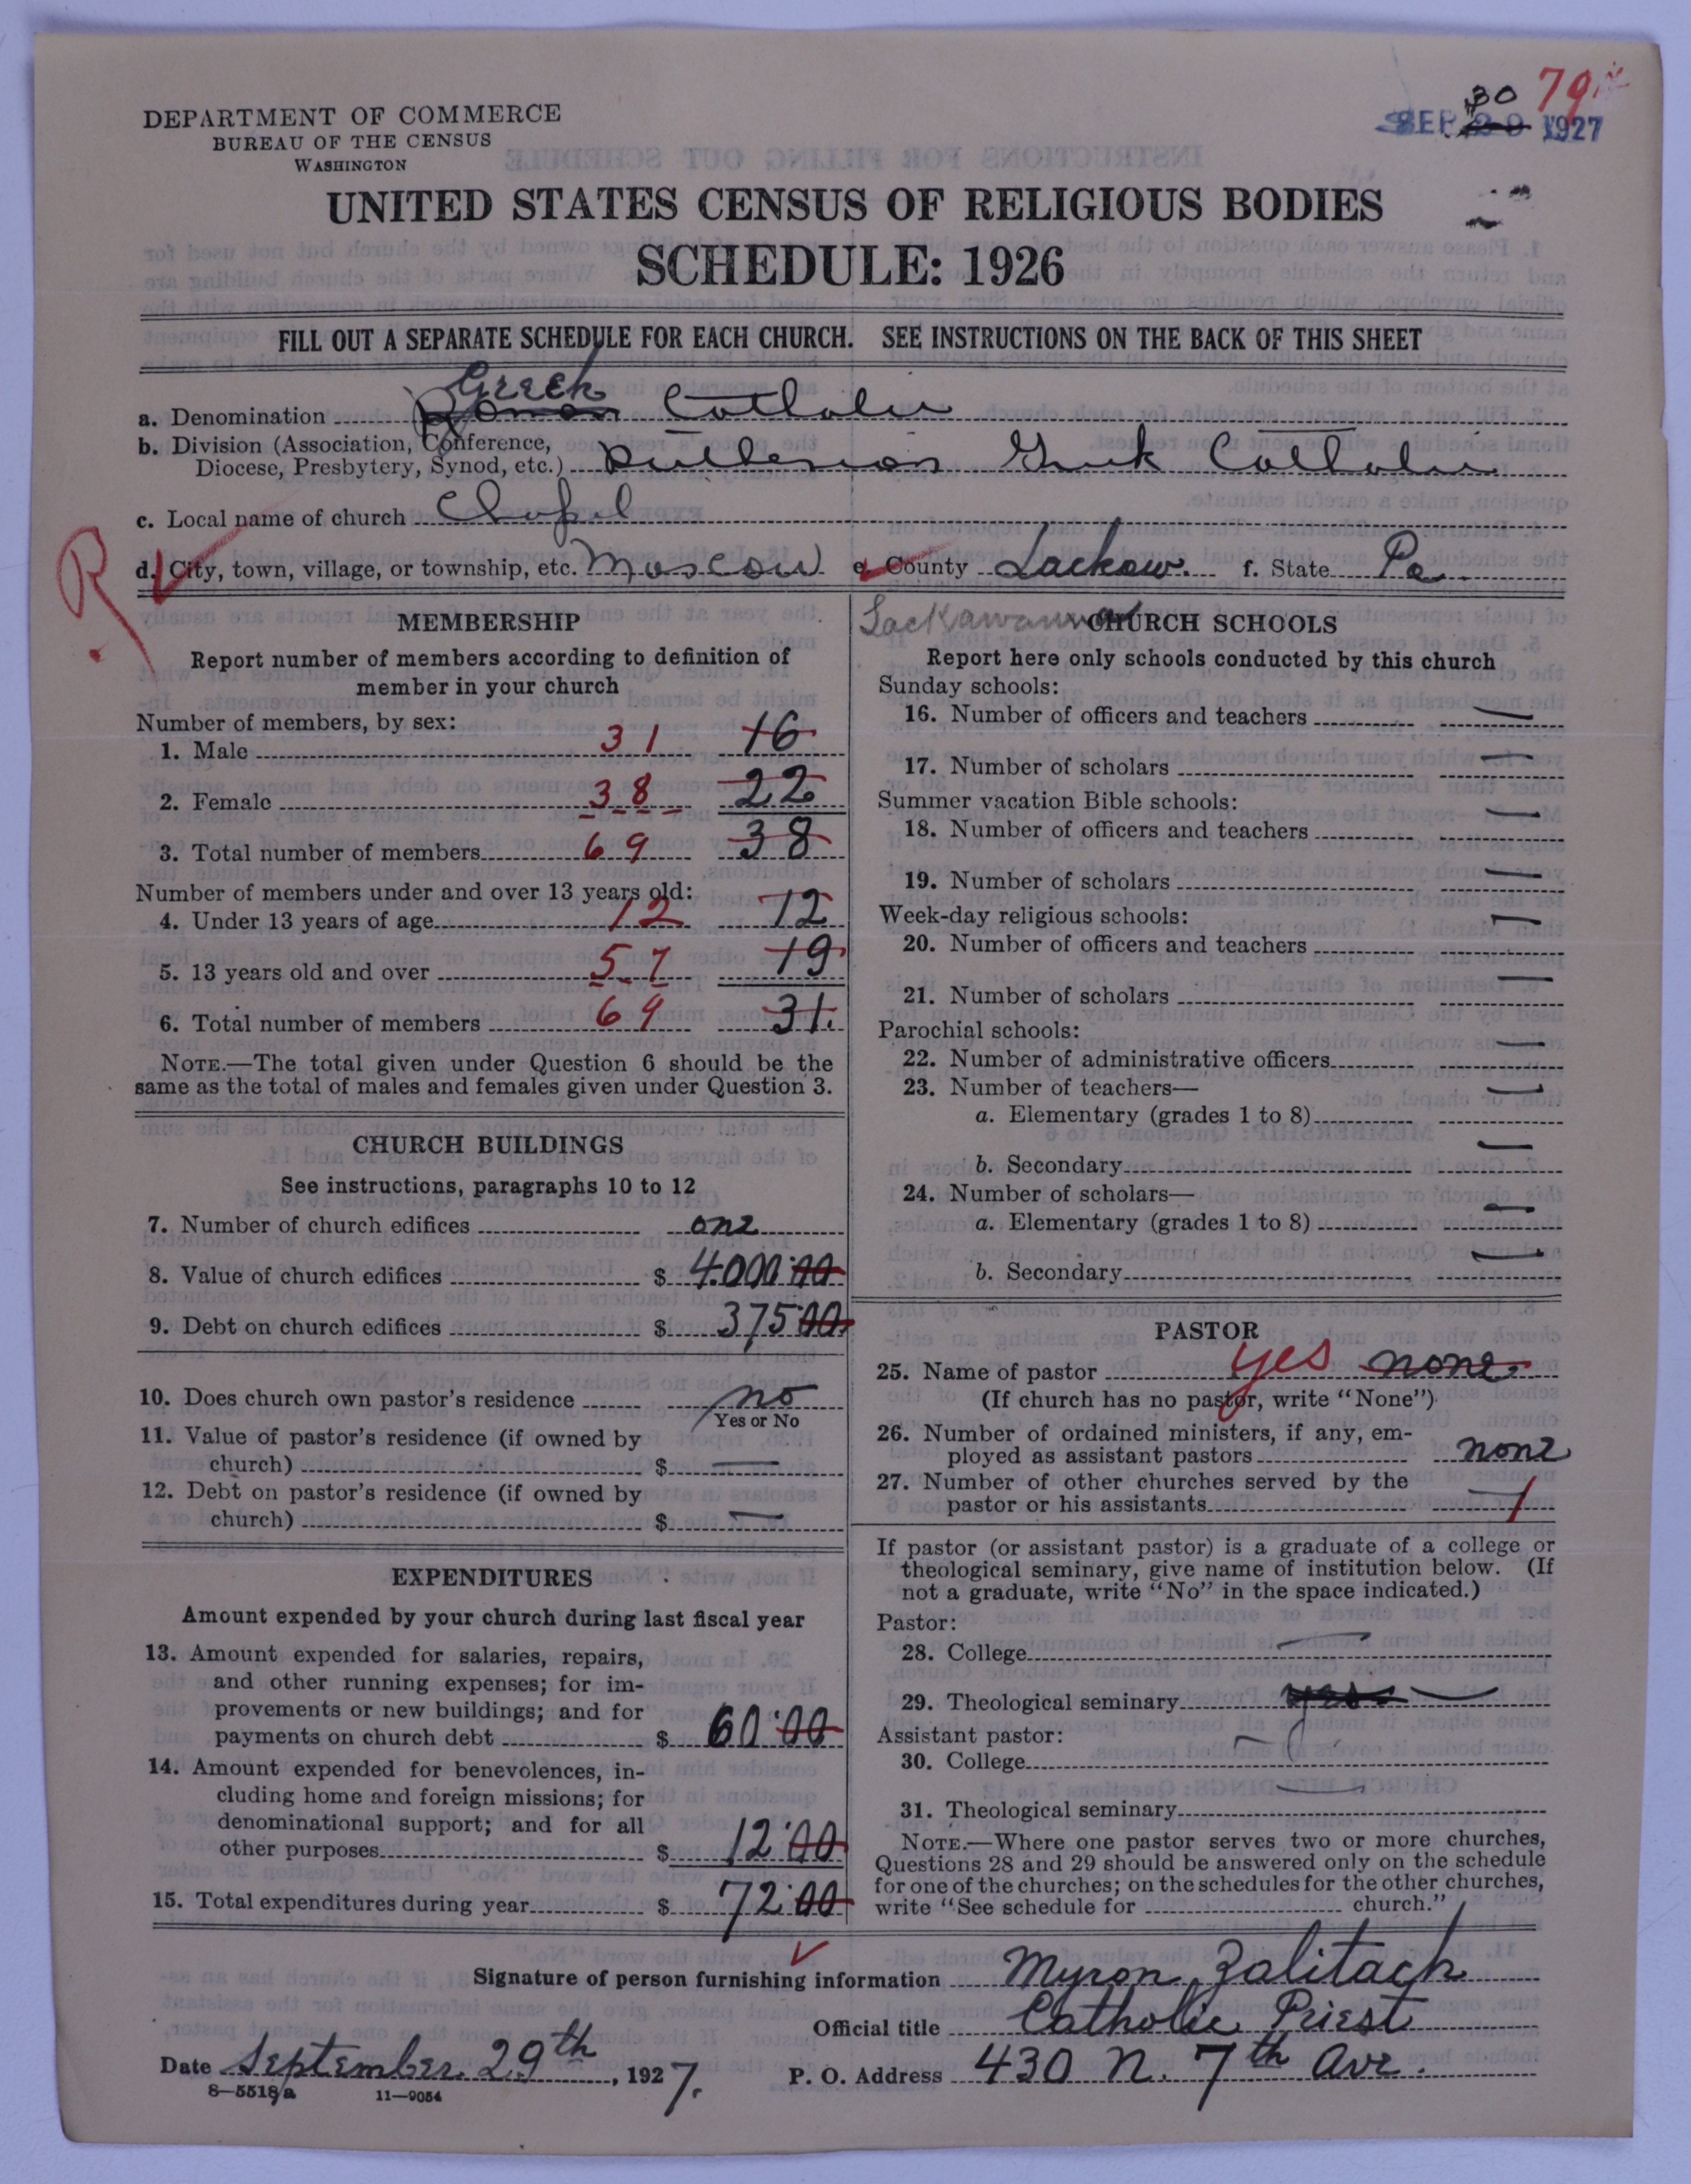 30 79
SEP 29 1927
DEPARTMENT OF COMMERCE
BUREAU OF THE CENSUS
WASHINGTON
UNITED STATES CENSUS OF RELIGIOUS BODIES
SCHEDULE: 1926
FILL OUT A SEPARATE SCHEDULE FOR EACH CHURCH. SEE INSTRUCTIONS ON THE BACK OF THIS SHEET
Greek
a. Denomination Roman Catholic
b. Division (Association, Conference,
Diocese, Presbytery, Synod, etc.) Ruthenian Greek Catholic
c. Local name of church Chapel
R
d. City, town, village, or township, etc. Moscow e. County Lackaw. f. State Pa.
Lackawanna
MEMBERSHIP
Report number of members according to definition of
member in your church
Number of members, by sex:
1. Male 31 16
2. Female 38 22
3. Total number of members 69 38
Number of members under and over 13 years old:
4. Under 13 years of age 12 12
5. 13 years old and over 57 19
6. Total number of members 69 31.
NOTE.—The total given under Question 6 should be the
same as the total of males and females given under Question 3.
CHURCH BUILDINGS
See instructions, paragraphs 10 to 12
7. Number of church edifices one
8. Value of church edifices $ 4000 00
9. Debt on church edifices $ 375 00
10. Does church own pastor's residence no
Yes or No
11. Value of pastor's residence (if owned by
church) $ —
12. Debt on pastor's residence (if owned by
church) $ —
EXPENDITURES
Amount expended by your church during last fiscal year
13. Amount expended for salaries, repairs,
and other running expenses; for im-
provements or new buildings; and for
payments on church debt $ 60 00
14. Amount expended for benevolences, in-
cluding home and foreign missions; for
denominational support; and for all
other purposes $ 12 00
15. Total expenditures during year $ 72 00
CHURCH SCHOOLS
Report here only schools conducted by this church
Sunday schools:
16. Number of officers and teachers —
17. Number of scholars —
Summer vacation Bible schools:
18. Number of officers and teachers —
19. Number of scholars —
Week-day religious schools:
20. Number of officers and teachers —
21. Number of scholars —
Parochial schools:
22. Number of administrative officers —
23. Number of teachers—
a. Elementary (grades 1 to 8) —
b. Secondary —
24. Number of scholars—
a. Elementary (grades 1 to 8) —
b. Secondary —
PASTOR
25. Name of pastor yes none.
(If church has no pastor, write "None")
26. Number of ordained ministers, if any, em-
ployed as assistant pastors none
27. Number of other churches served by the
pastor or his assistants 1
If pastor (or assistant pastor) is a graduate of a college or
theological seminary, give name of institution below. (If
not a graduate, write "No" in the space indicated.)
Pastor:
28. College —
29. Theological seminary yes —
Assistant pastor:
30. College —
31. Theological seminary —
NOTE.—Where one pastor serves two or more churches,
Questions 28 and 29 should be answered only on the schedule
for one of the churches; on the schedules for the other churches,
write "See schedule for church."
Signature of person furnishing information Myron Zalitach
Official title Catholic Priest
Date September 29th, 1927. P. O. Address 430 N. 7th Ave.
8—5518a 11—9054